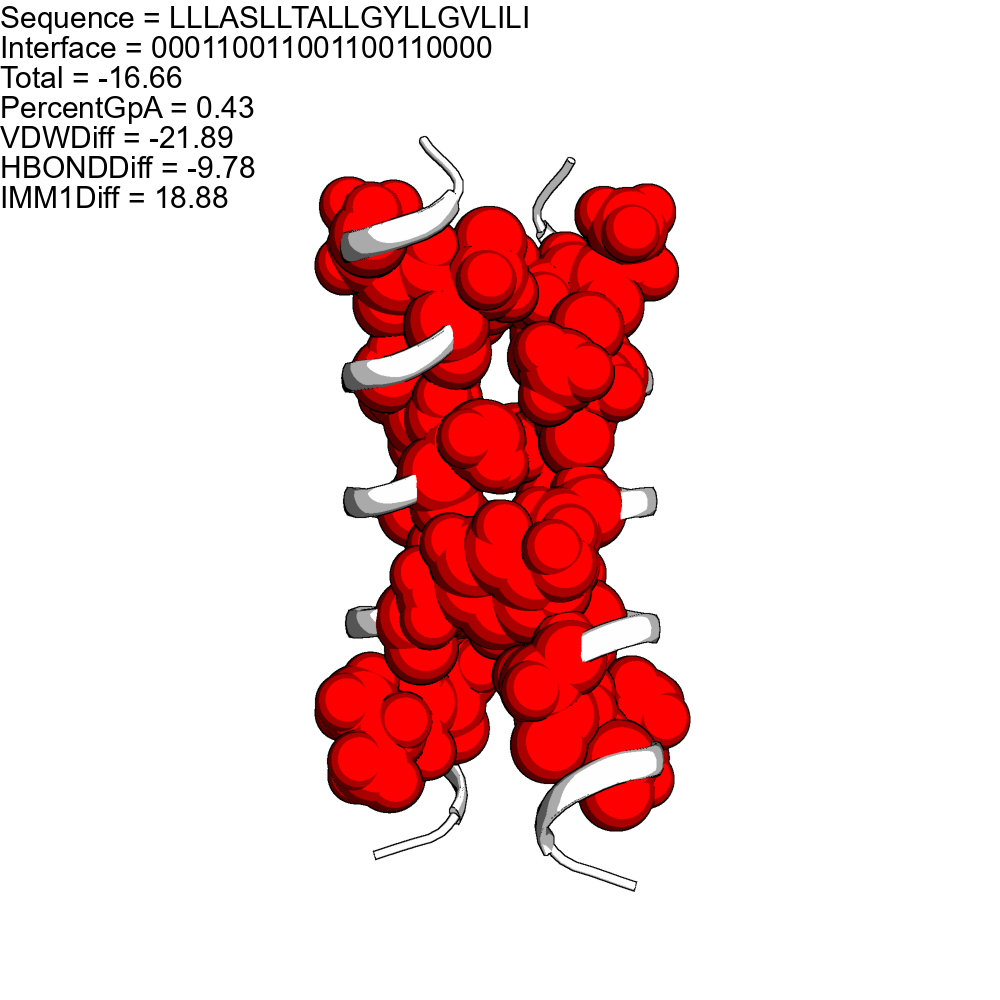 Sequence = LLLASLLTALLGYLLGVLILI
Interface = 000110011001100110000
Total = -16.66
PercentGpA = 0.43
VDWDiff = -21.89
HBONDDiff = -9.78
IMM1Diff = 18.88